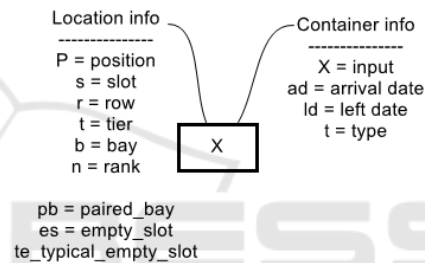 Location info
---------------
P = position
s = slot
r = row
t = tier
b = bay
n = rank
Container info
---------------
X = input
ad = arrival date
ld = left date
t = type
X
pb = paired_bay
es = empty_slot
te_typical_empty_slot